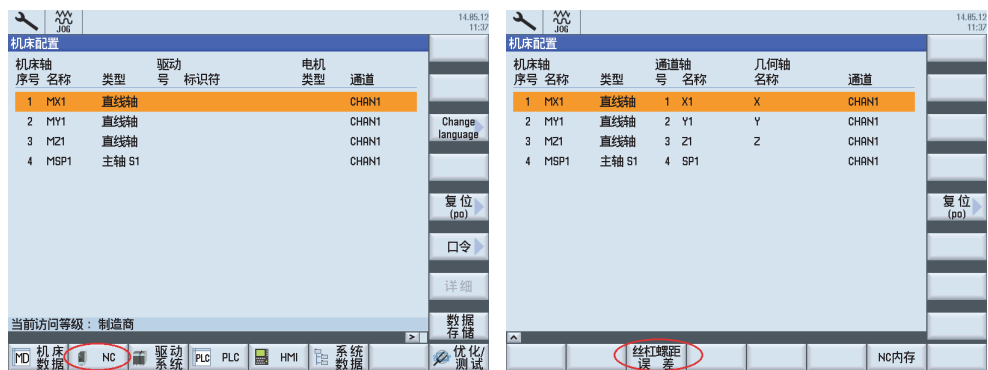 JOG
14.05.12
11:37
机床配置
机床轴 驱动 电机
序号 名称 类型 号 标识符 类型 通道
1 MX1 直线轴 CHAN1
2 MY1 直线轴 CHAN1
3 MZ1 直线轴 CHAN1
4 MSP1 主轴 S1 CHAN1
当前访问等级： 制造商
Change
language
复位
(po)
口令
详细
数据
存储
>
MD 机床
数据
NC
驱动
系统
PLC PLC
HMI
系统
数据
优化/
测试
JOG
14.05.12
11:37
机床配置
机床轴 通道轴 几何轴
序号 名称 类型 号 名称 名称 通道
1 MX1 直线轴 1 X1 X CHAN1
2 MY1 直线轴 2 Y1 Y CHAN1
3 MZ1 直线轴 3 Z1 Z CHAN1
4 MSP1 主轴 S1 4 SP1 CHAN1
复位
(po)
^
丝杠螺距
误 差
NC内存